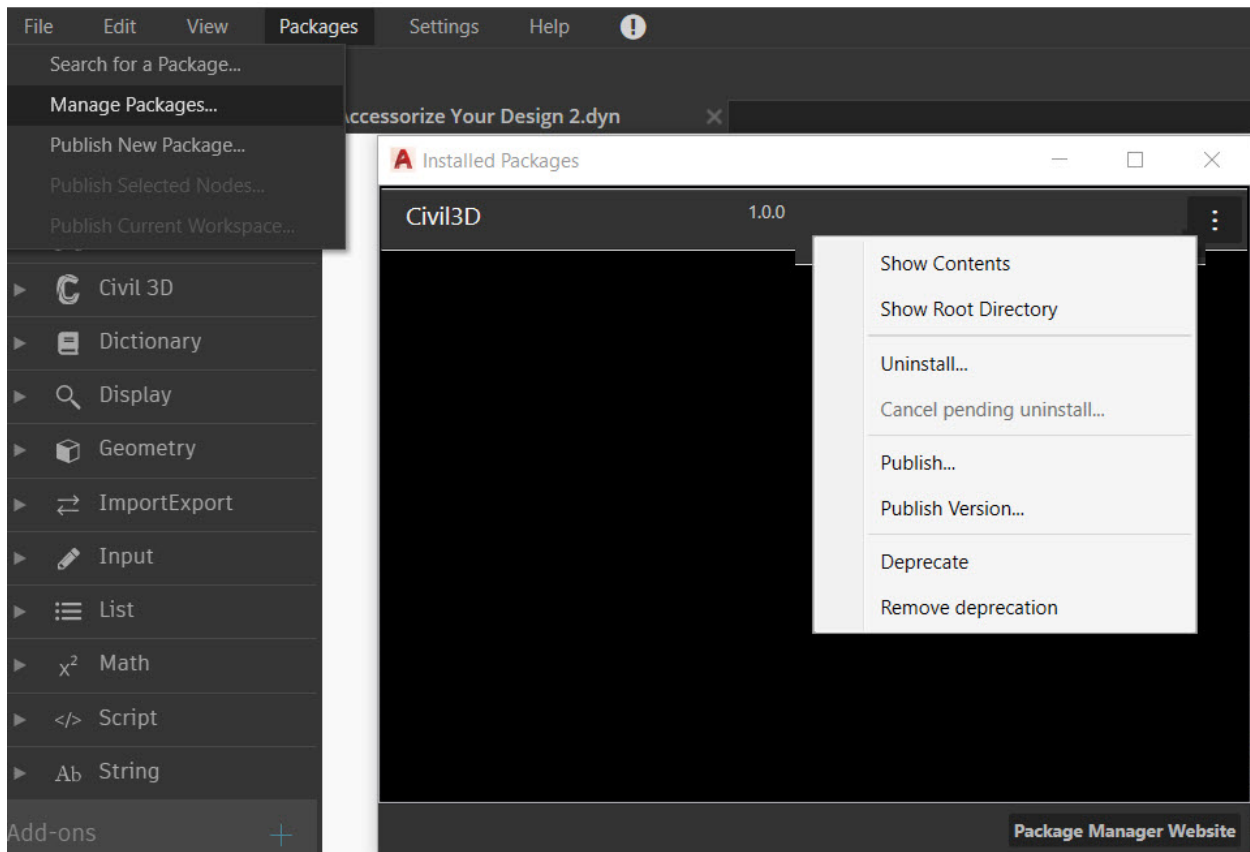 File Edit View Packages Settings Help
Search for a Package...
Manage Packages...
Publish New Package...
Publish Selected Nodes...
Publish Current Workspace...
Accessorize Your Design 2.dyn
Installed Packages
Civil3D 1.0.0
Show Contents
Show Root Directory
Uninstall...
Cancel pending uninstall...
Publish...
Publish Version...
Deprecate
Remove deprecation
Civil 3D
Dictionary
Display
Geometry
ImportExport
Input
List
x² Math
</> Script
Ab String
Add-ons +
Package Manager Website